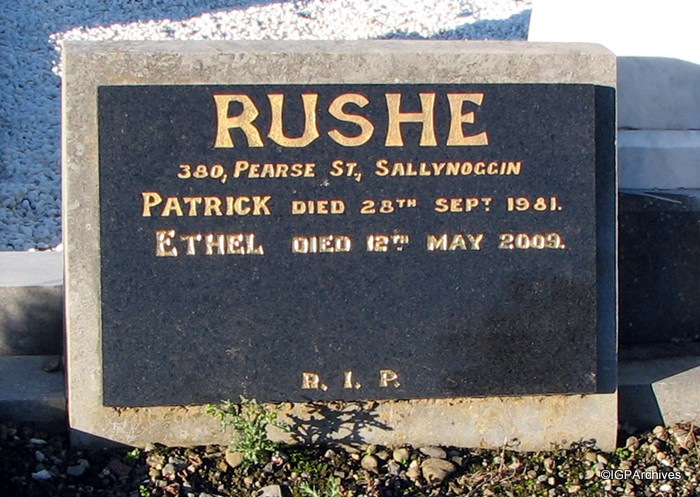 RUSHE
380, PEARSE ST., SALLYNOGGIN
PATRICK DIED 28TH SEPT 1981.
ETHEL DIED 12TH MAY 2009.
R. I. P.
©IGPArchives